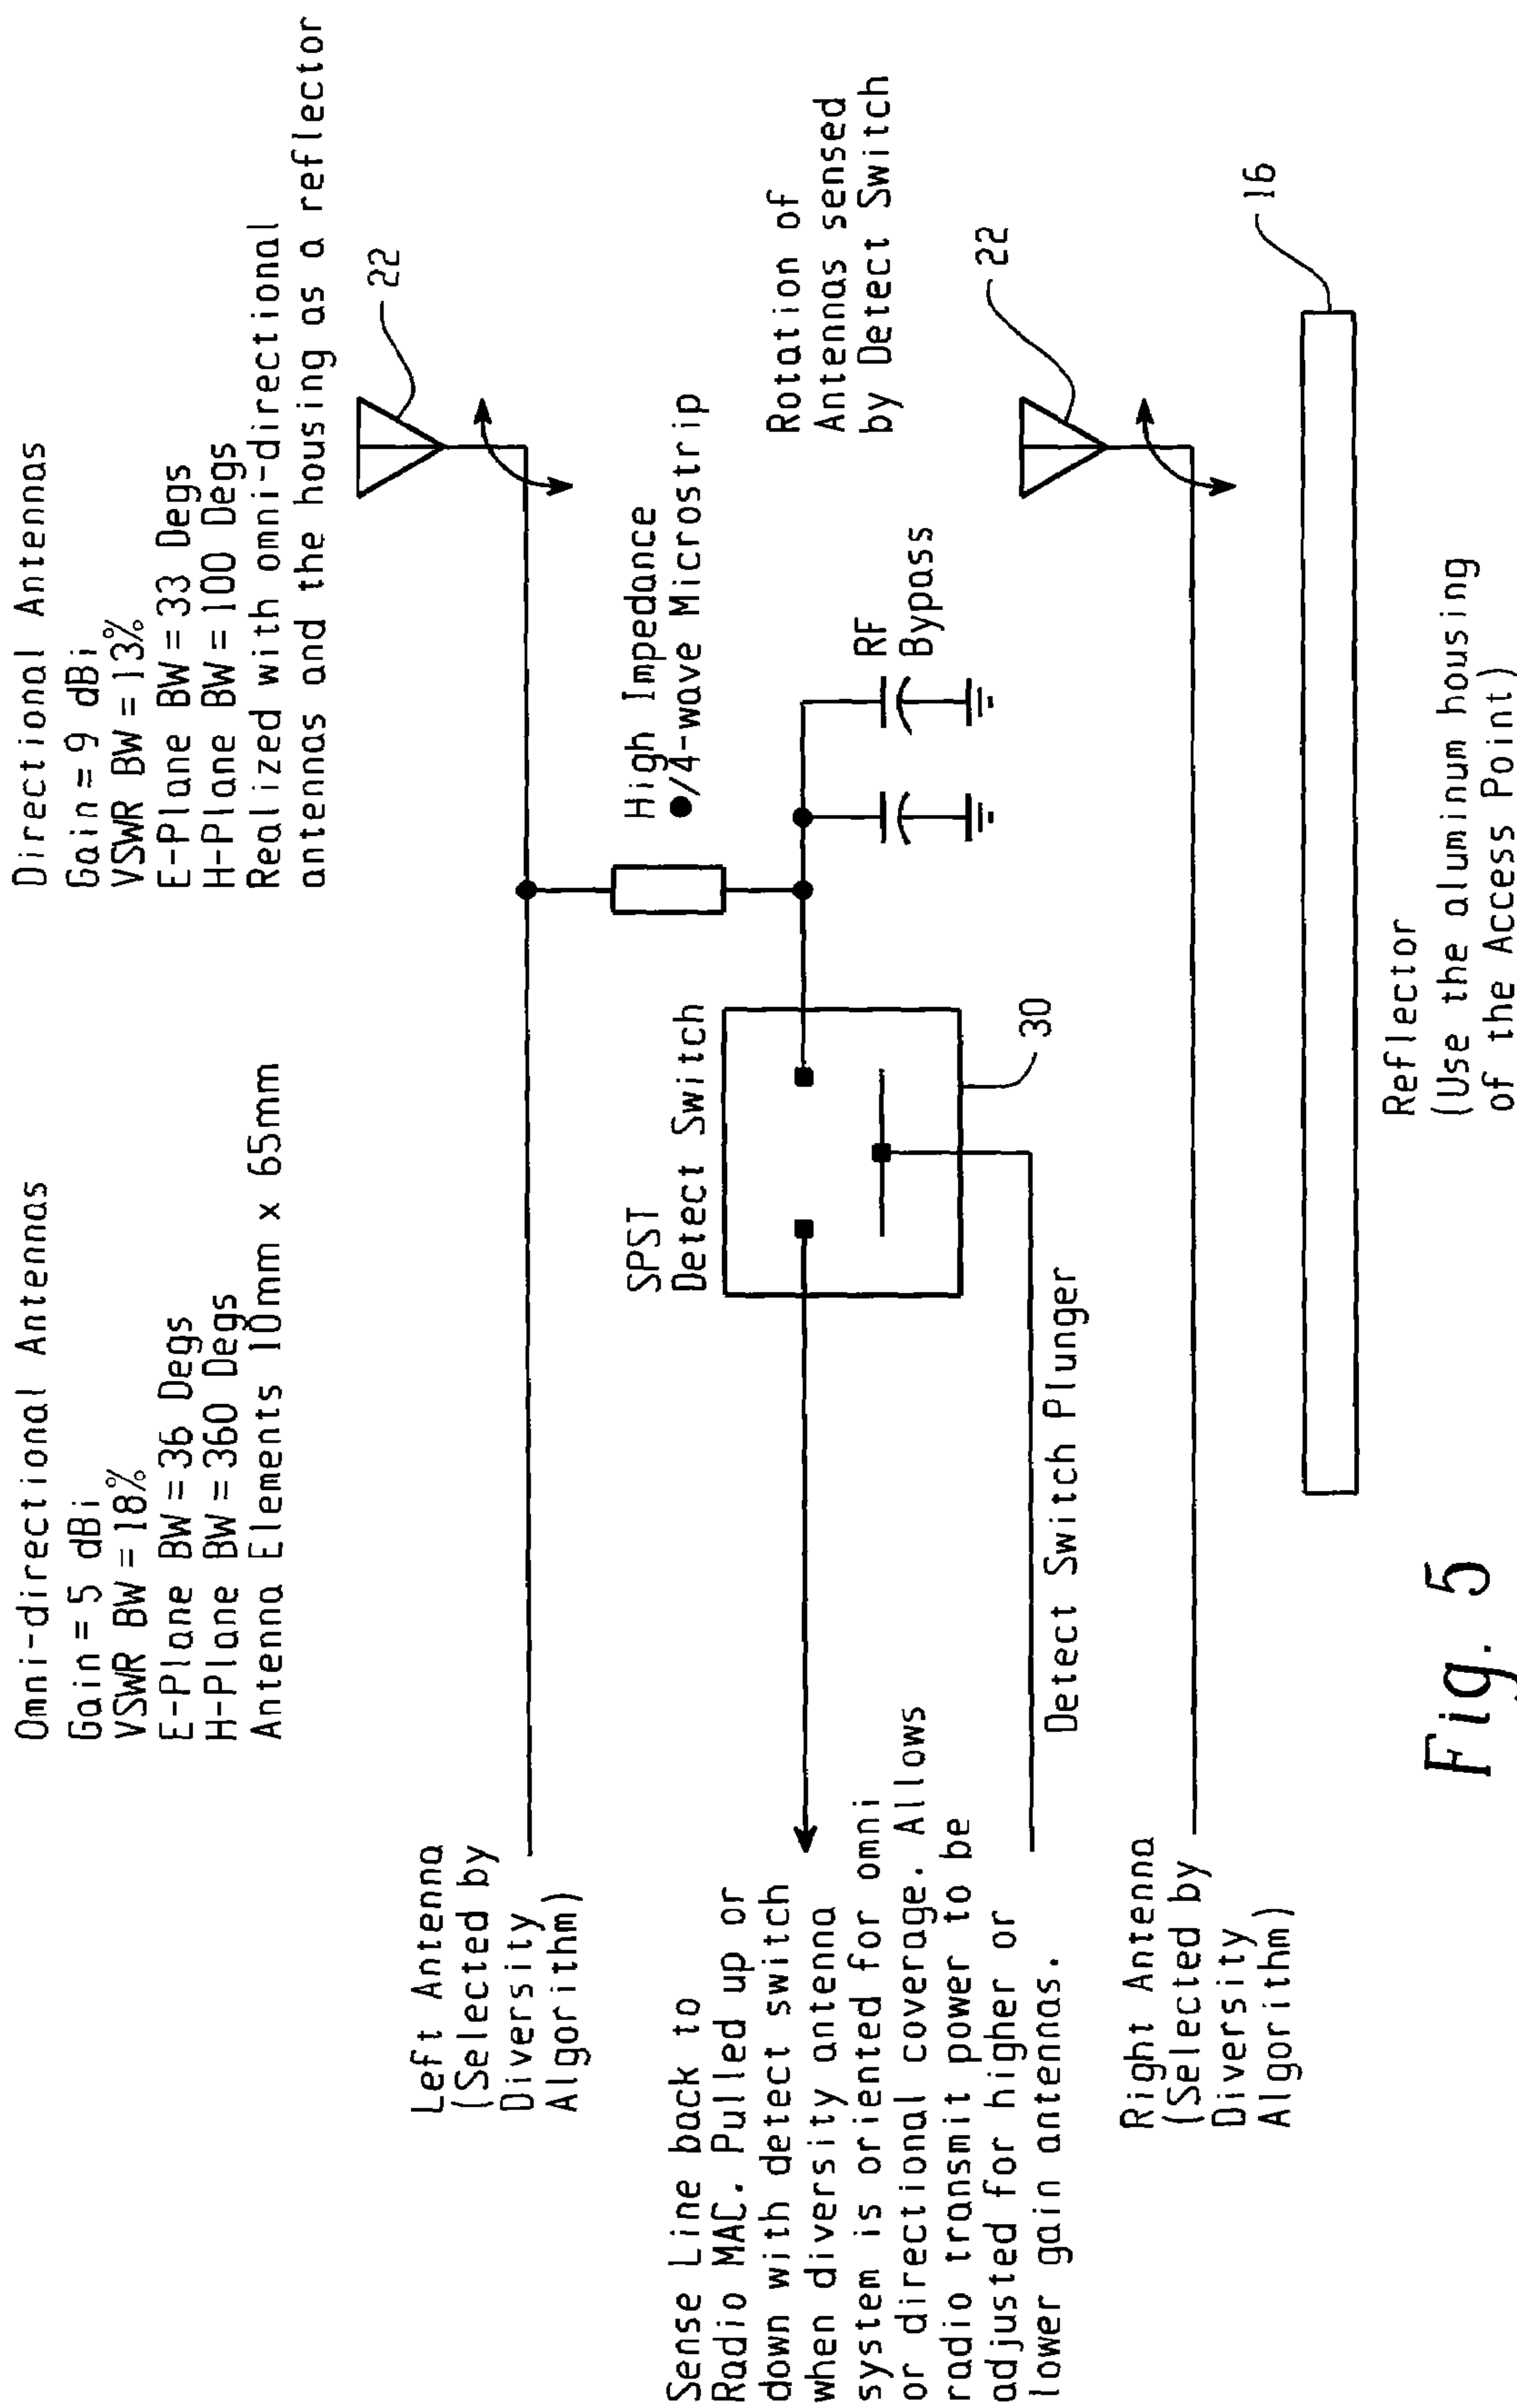 Omni-directional Antennas
Gain = 5 dBi
VSWR BW = 18%
E-Plane BW = 36 Degs
H-Plane BW = 360 Degs
Antenna Elements 10mm x 65mm
Directional Antennas
Gain = 9 dBi
VSWR BW = 13%
E-Plane BW = 33 Degs
H-Plane BW = 100 Degs
Realized with omni-directional
antennas and the housing as a reflector
22
Left Antenna
(Selected by
Diversity
Algorithm)
High Impedance
●/4-wave Microstrip
SPST
Detect Switch
RF
Bypass
Rotation of
Antennas sensed
by Detect Switch
Sense Line back to
Radio MAC. Pulled up or
down with detect switch
when diversity antenna
system is oriented for omni
or directional coverage. Allows
radio transmit power to be
adjusted for higher or
lower gain antennas.
30
Detect Switch Plunger
22
Right Antenna
(Selected by
Diversity
Algorithm)
16
Reflector
(Use the aluminum housing
of the Access Point)
Fig. 5